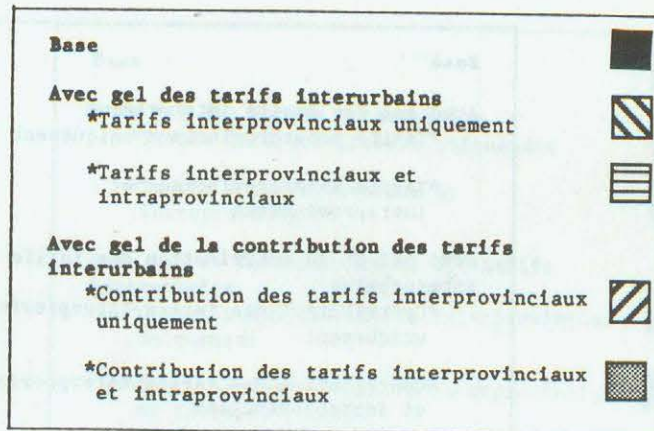 Base
Avec gel des tarifs interurbains
*Tarifs interprovinciaux uniquement
*Tarifs interprovinciaux et
intraprovinciaux
Avec gel de la contribution des tarifs
interurbains
*Contribution des tarifs interprovinciaux
uniquement
*Contribution des tarifs interprovinciaux
et intraprovinciaux